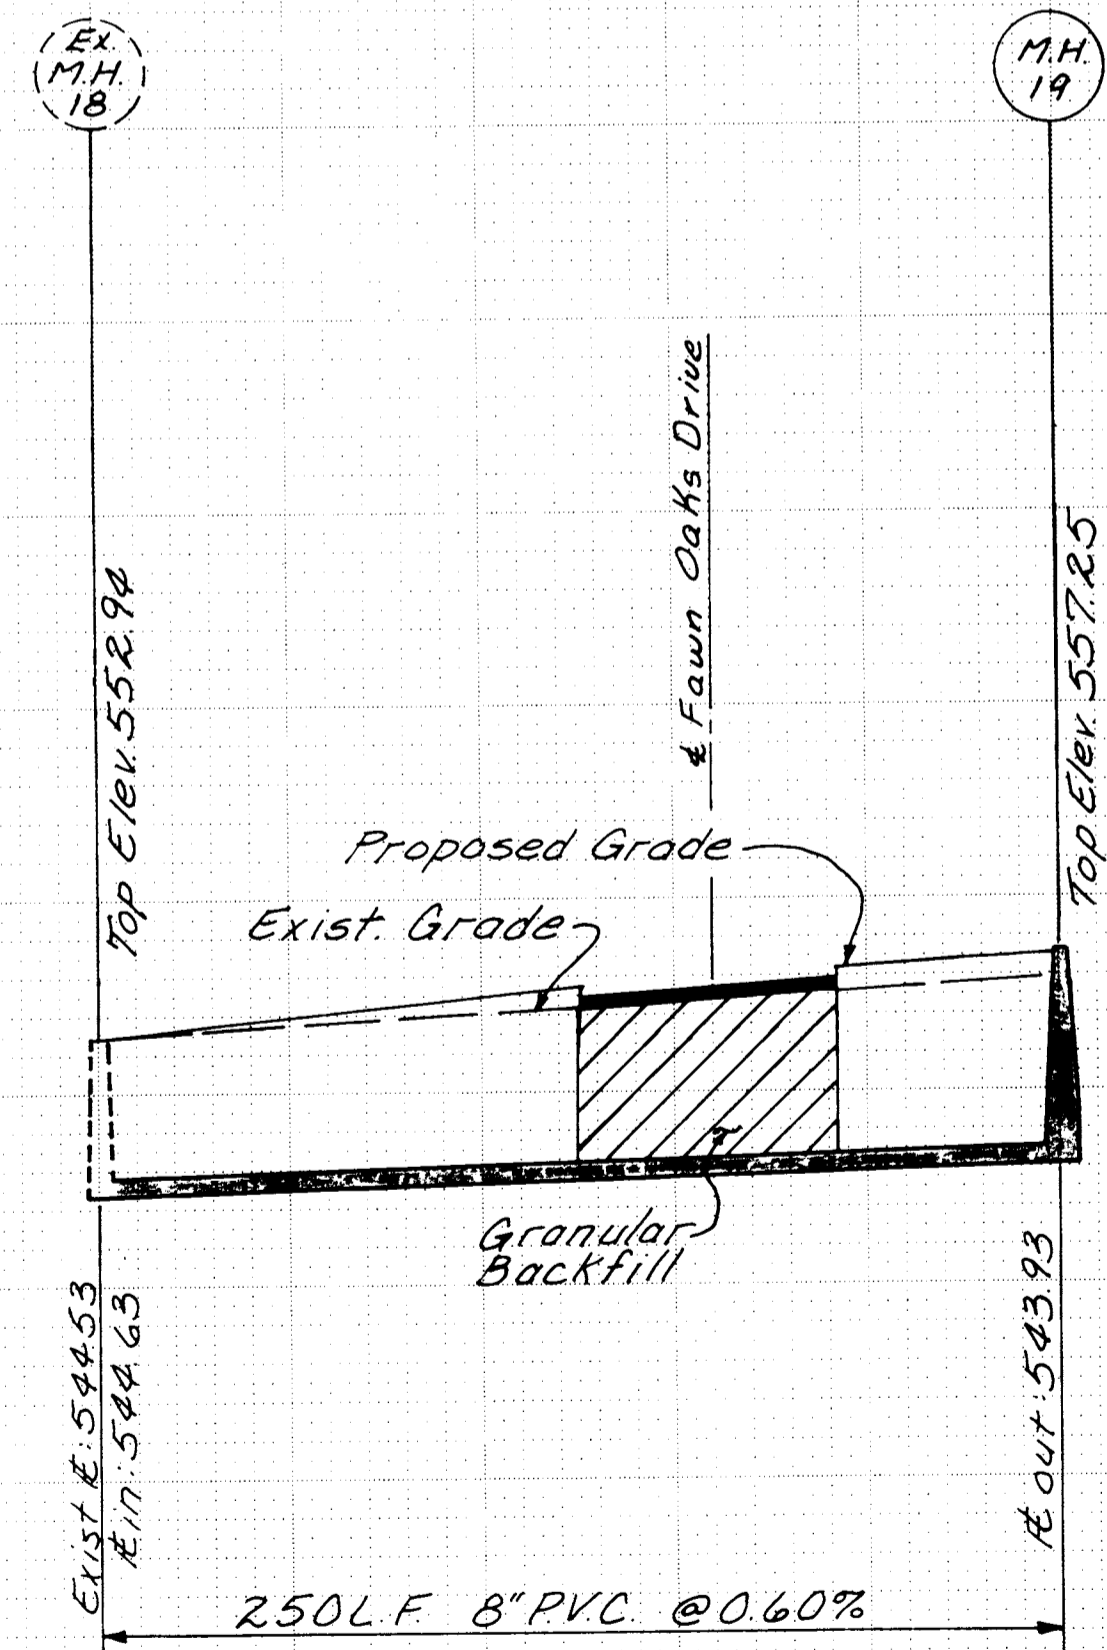 Ex.
M.H.
18
M.H.
19
℄ Fawn Oaks Drive
Top Elev. 552.94
Top Elev. 557.25
Proposed Grade
Exist. Grade
Granular
Backfill
Exist ℄: 544.53
℄ in: 544.63
℄ out: 543.93
250 L.F. 8" P.V.C. @ 0.60%